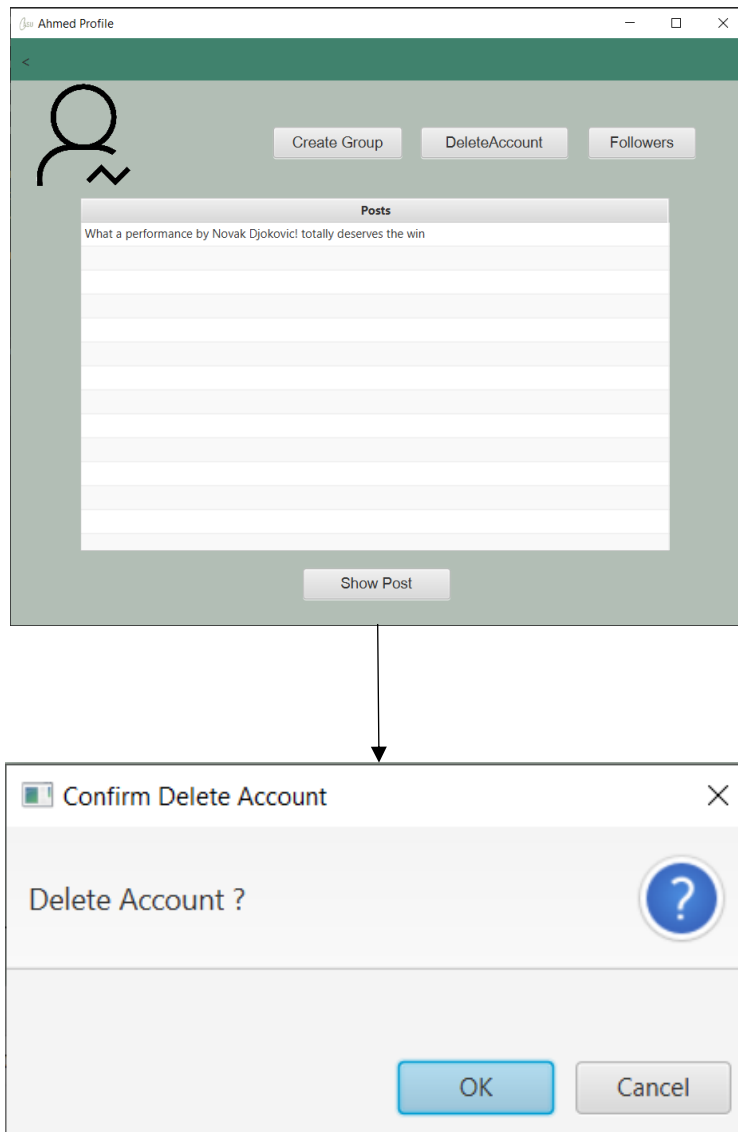 Ahmed Profile
<
Create Group DeleteAccount Followers
Posts
What a performance by Novak Djokovic! totally deserves the win
Show Post
Confirm Delete Account
Delete Account ?
?
OK Cancel